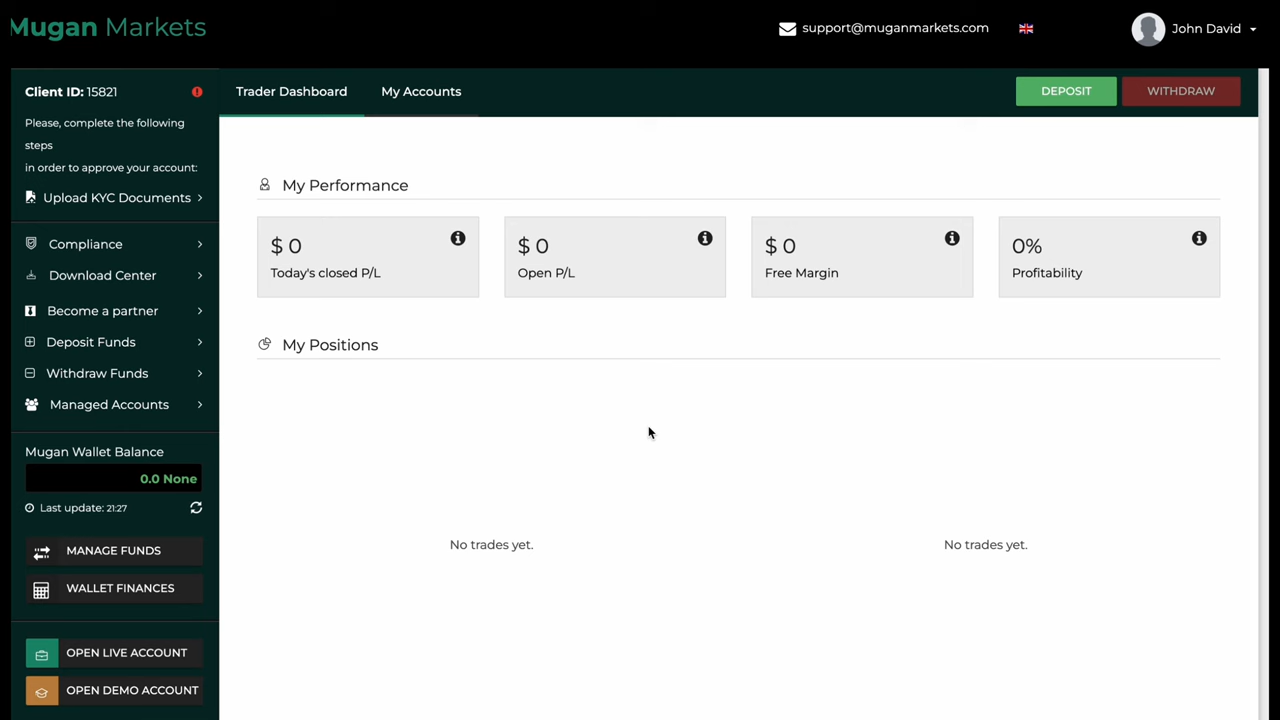 Mugan Markets
support@muganmarkets.com
John David
Client ID: 15821
Please, complete the following
steps
in order to approve your account:
Upload KYC Documents
Compliance
Download Center
Become a partner
Deposit Funds
Withdraw Funds
Managed Accounts
Mugan Wallet Balance
0.0 None
Last update: 21:27
MANAGE FUNDS
WALLET FINANCES
OPEN LIVE ACCOUNT
OPEN DEMO ACCOUNT
Trader Dashboard
My Accounts
DEPOSIT
WITHDRAW
My Performance
$ 0
Today's closed P/L
$ 0
Open P/L
$ 0
Free Margin
0%
Profitability
My Positions
No trades yet.
No trades yet.